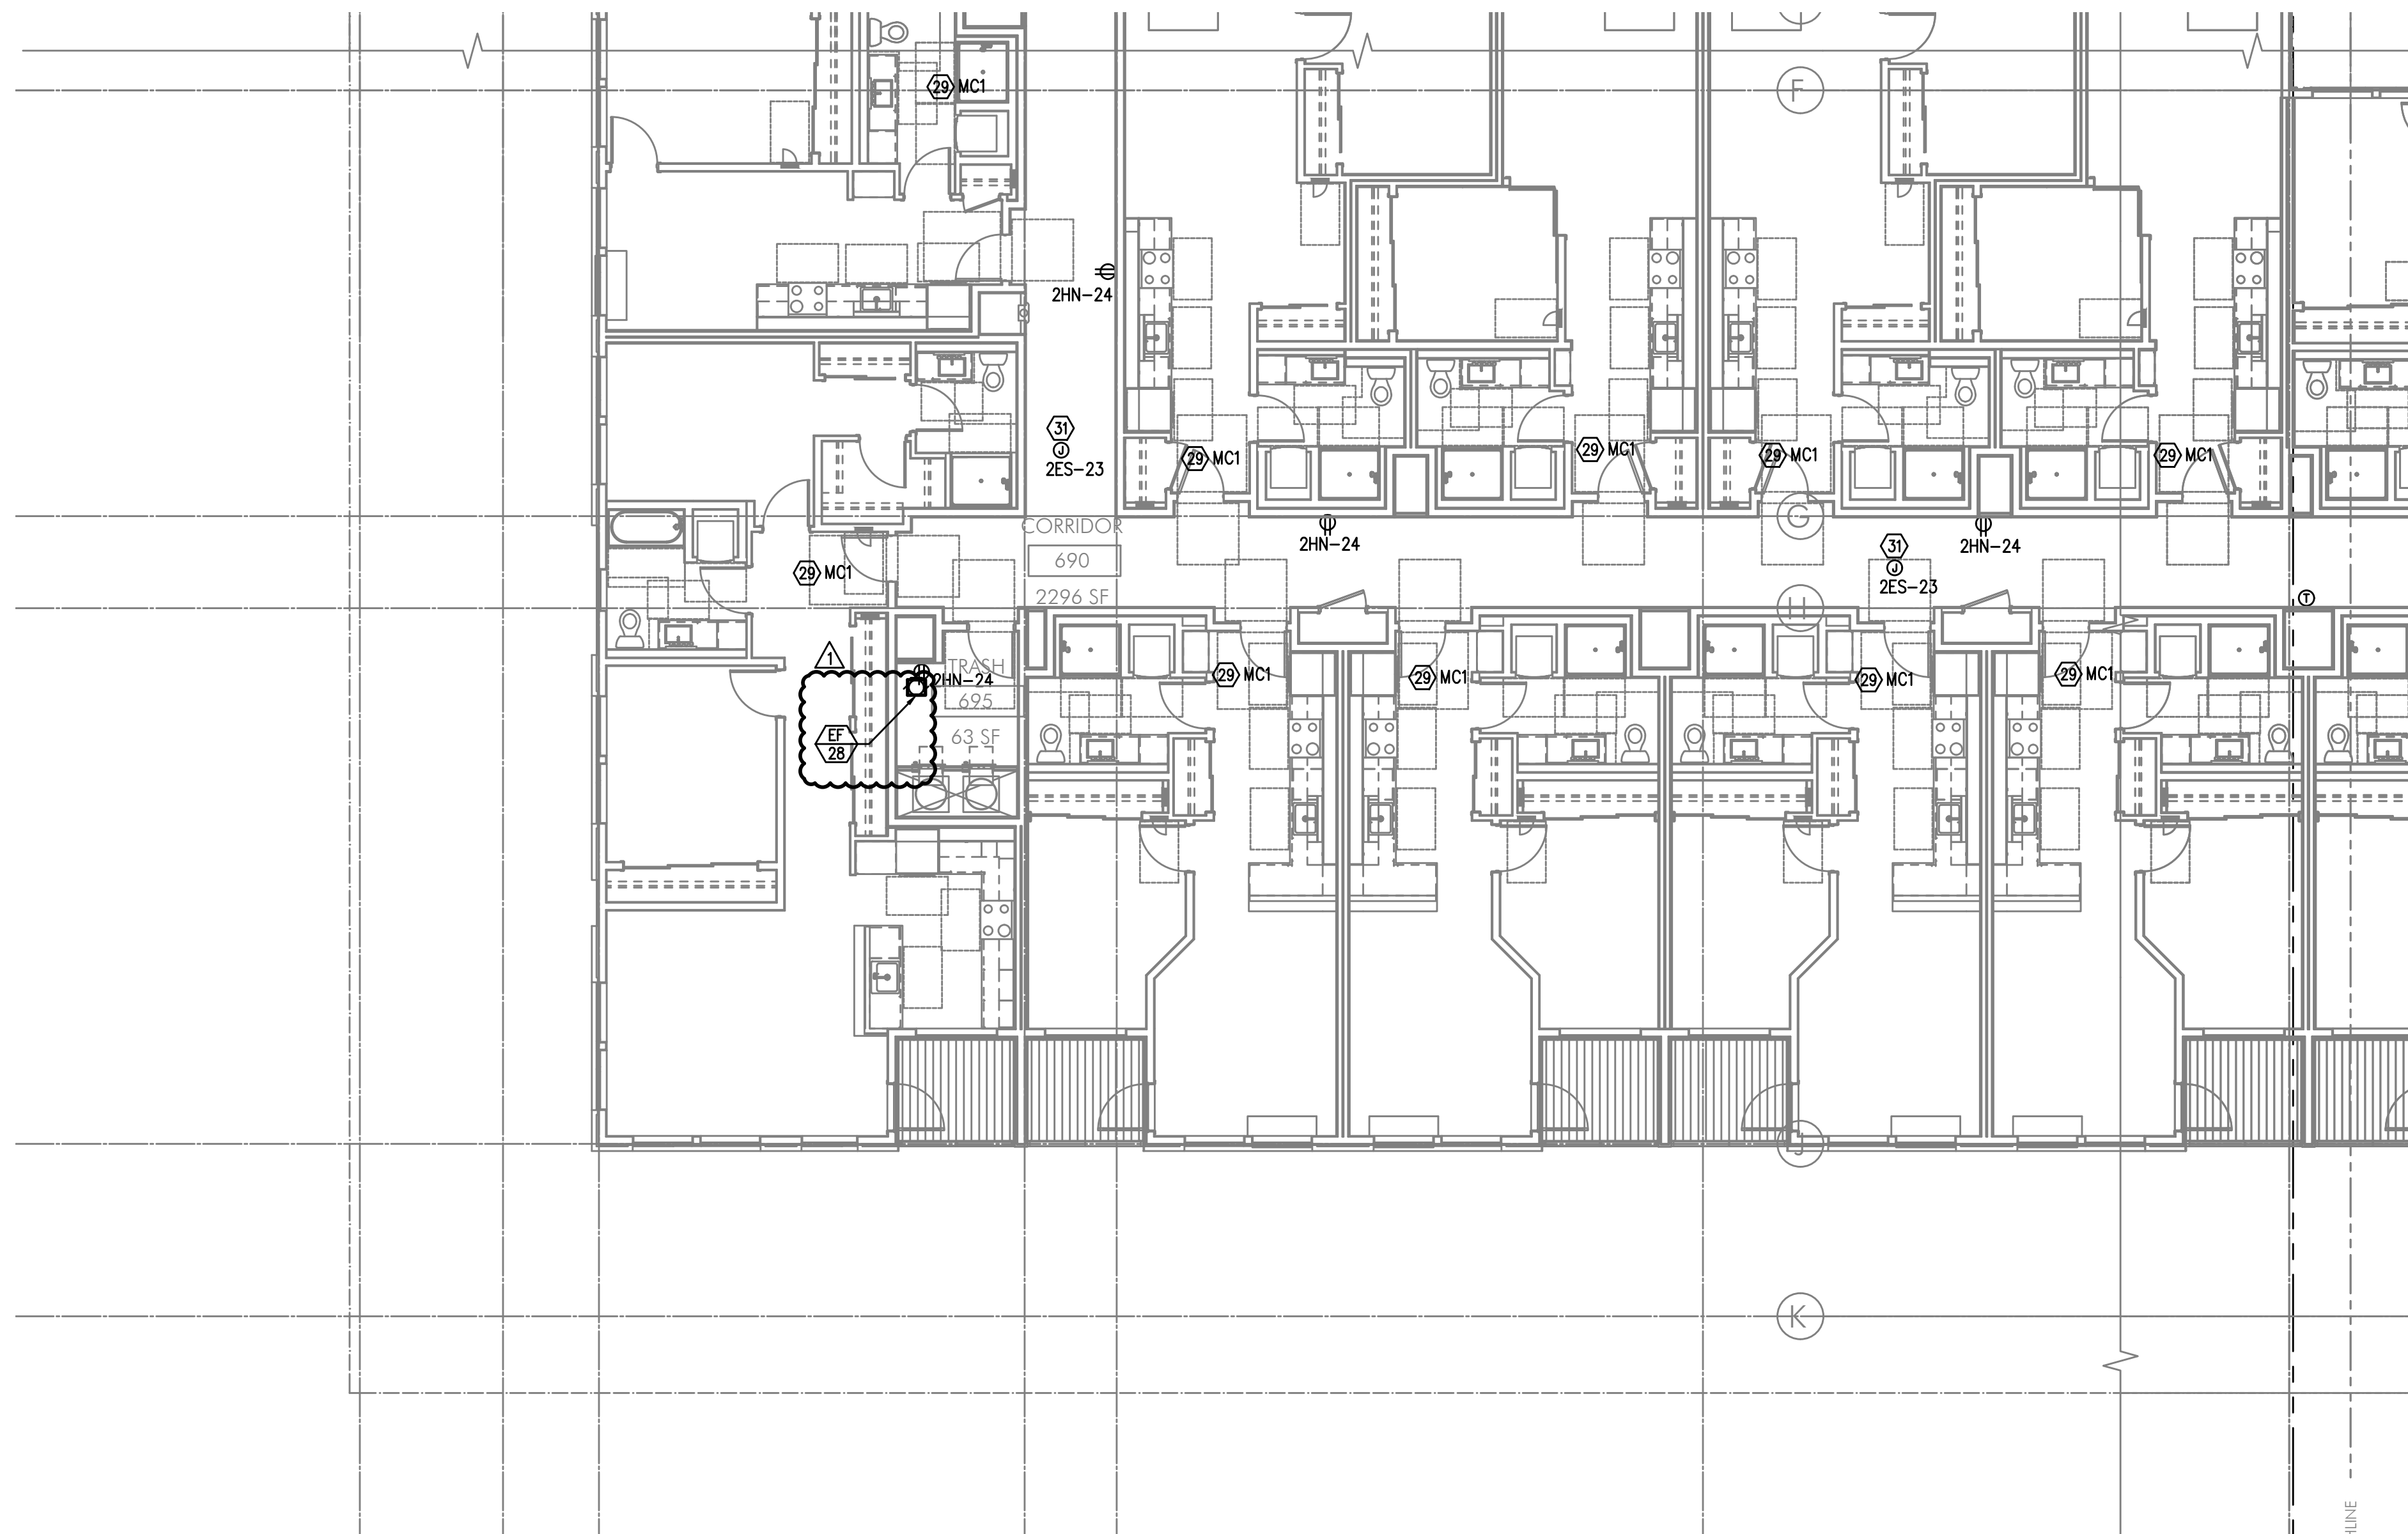 29 MC1
F
2HN-24
31
J
2ES-23
29 MC1
29 MC1
29 MC1
29 MC1
G
CORRIDOR
690
2296 SF
2HN-24
31
J
2ES-23
2HN-24
29 MC1
H
T
1
TRASH
2HN-24
695
63 SF
EF
28
29 MC1
29 MC1
29 MC1
29 MC1
J
K